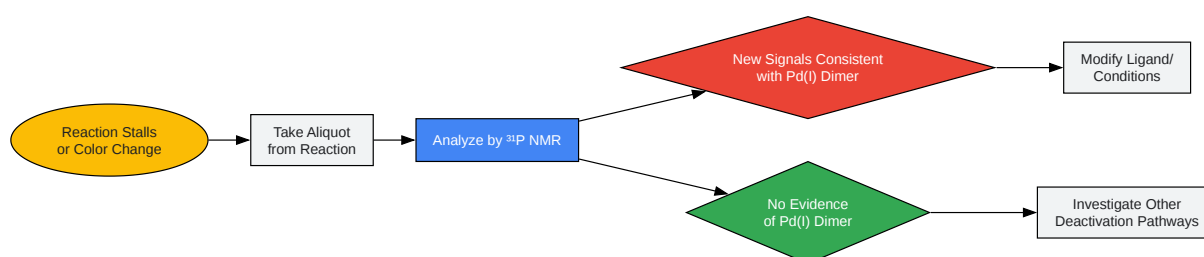 Reaction Stalls
or Color Change
Take Aliquot
from Reaction
Analyze by ³¹P NMR
New Signals Consistent
with Pd(I) Dimer
Modify Ligand/
Conditions
No Evidence
of Pd(I) Dimer
Investigate Other
Deactivation Pathways